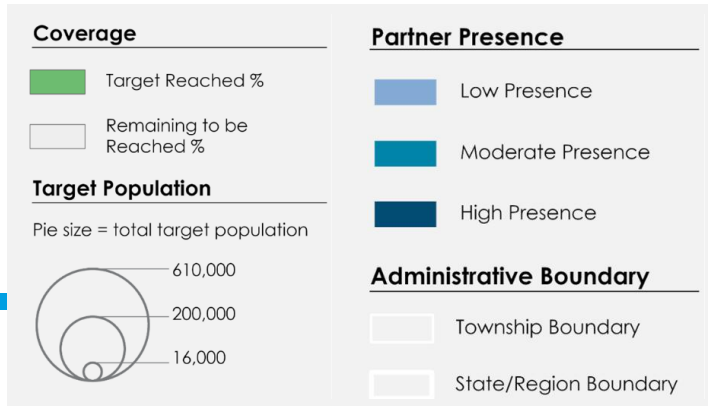 Coverage
Target Reached %
Remaining to be
Reached %
Target Population
Pie size = total target population
610,000
200,000
16,000
Partner Presence
Low Presence
Moderate Presence
High Presence
Administrative Boundary
Township Boundary
State/Region Boundary